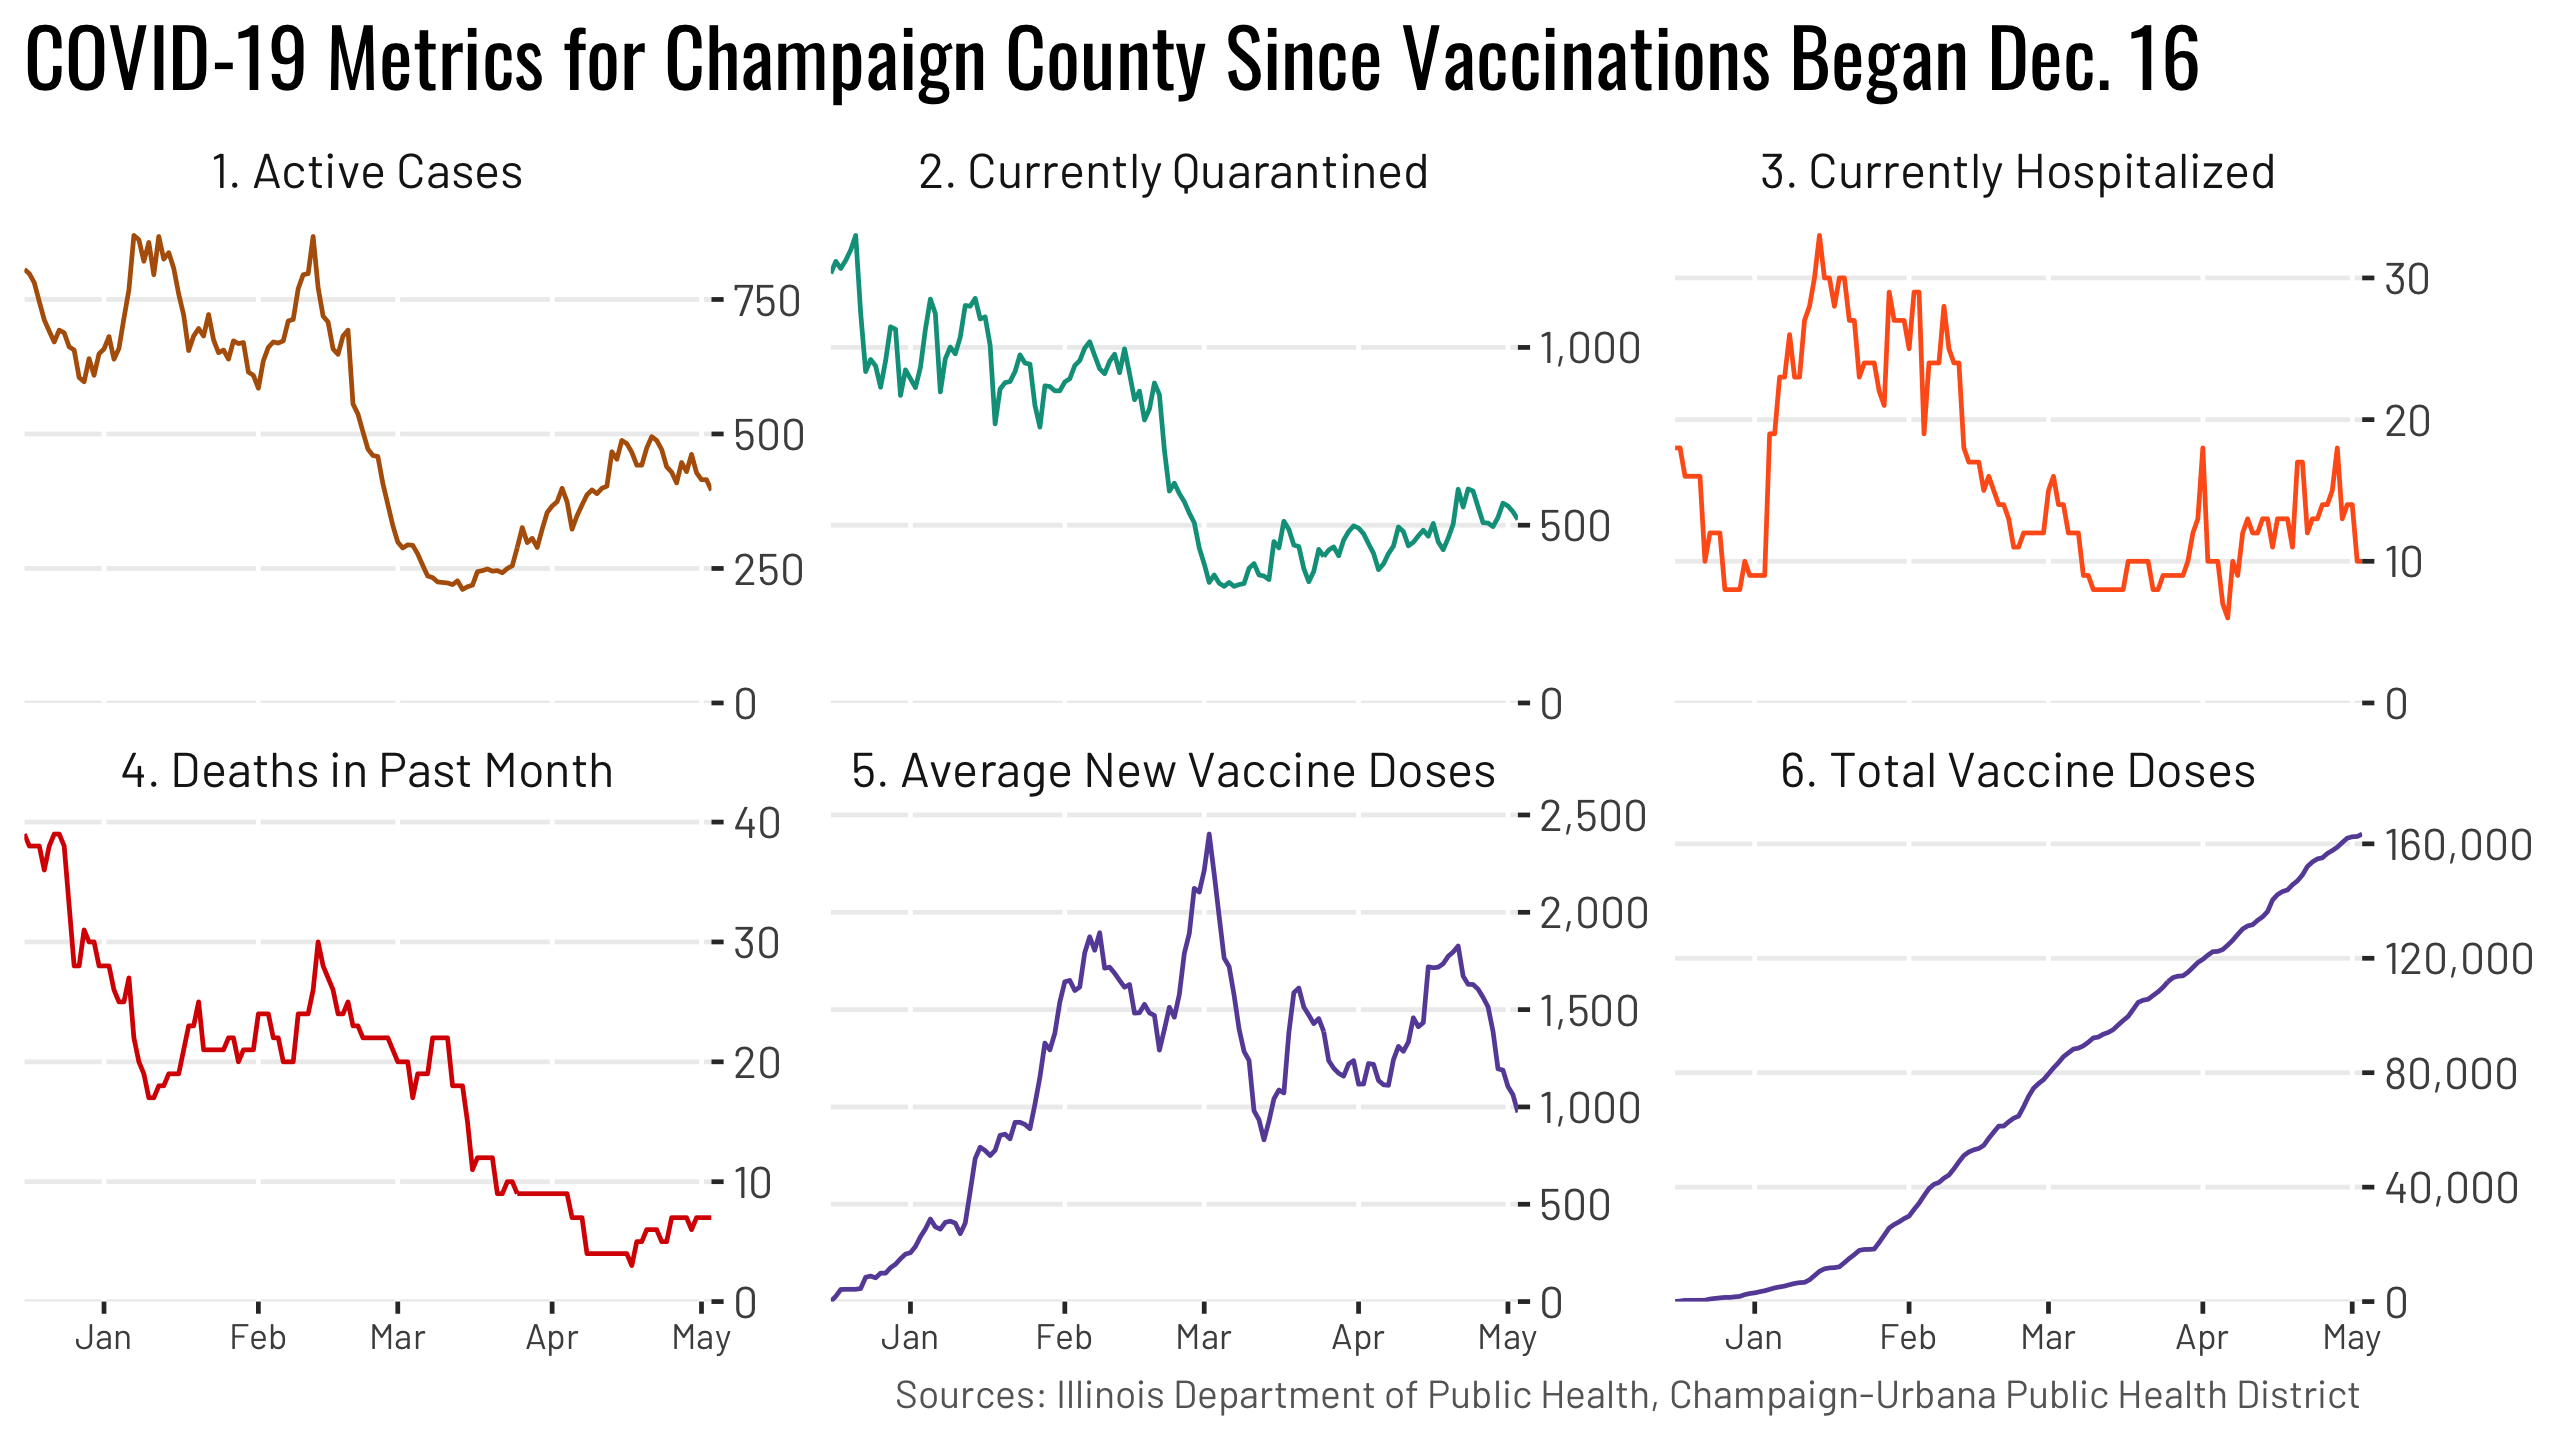 COVID-19 Metrics for Champaign County Since Vaccinations Began Dec. 16
1. Active Cases
750
500
250
0
2. Currently Quarantined
1,000
500
0
3. Currently Hospitalized
30
20
10
0
4. Deaths in Past Month
40
30
20
10
0
Jan Feb Mar Apr May
5. Average New Vaccine Doses
2,500
2,000
1,500
1,000
500
0
Jan Feb Mar Apr May
6. Total Vaccine Doses
160,000
120,000
80,000
40,000
0
Jan Feb Mar Apr May
Sources: Illinois Department of Public Health, Champaign-Urbana Public Health District